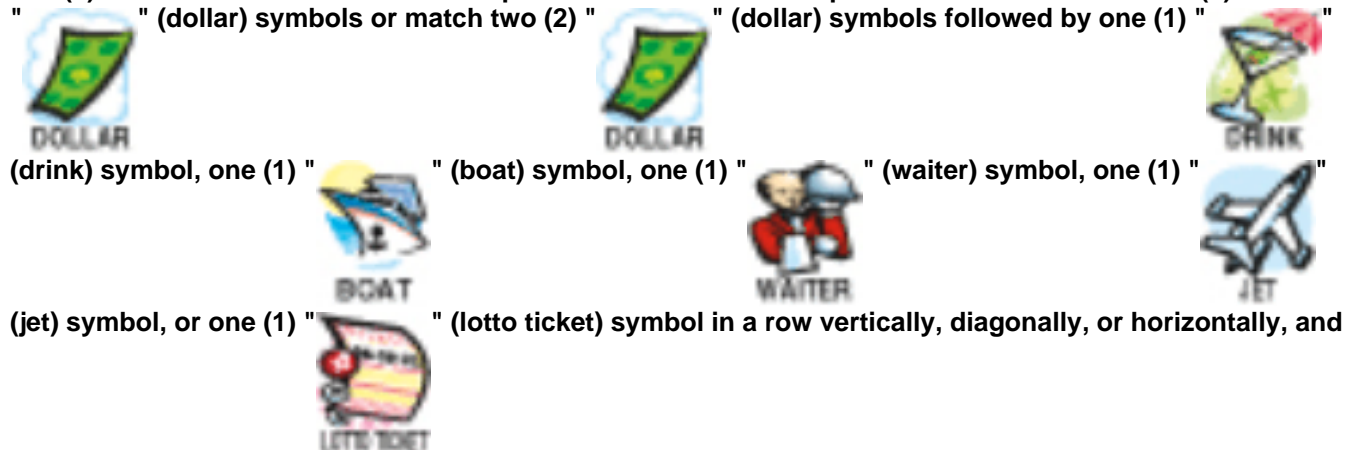 " " (dollar) symbols or match two (2) " " (dollar) symbols followed by one (1) " "
DOLLAR DOLLAR DRINK
(drink) symbol, one (1) " " (boat) symbol, one (1) " " (waiter) symbol, one (1) " "
BOAT WAITER JET
(jet) symbol, or one (1) " " (lotto ticket) symbol in a row vertically, diagonally, or horizontally, and
LOTTO TICKET